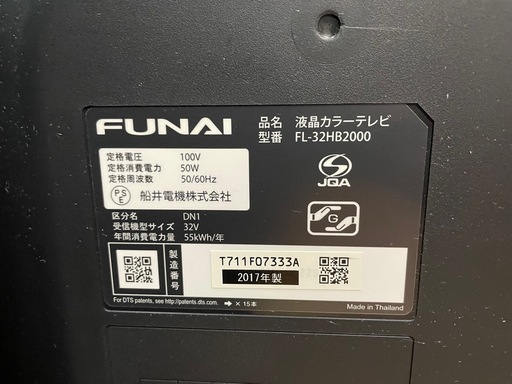 FUNAI
品名 液晶カラーテレビ
型番 FL-32HB2000
定格電圧 100V
定格消費電力 50W
定格周波数 50/60Hz
PSE 船井電機株式会社
JQA
G
区分名 DN1
受信機型サイズ 32V
年間消費電力量 55kWh/年
製造番号
T711F07333A
2017年製
For DTS patents, see http://patents.dts.com.
→ × 15本
Made in Thailand